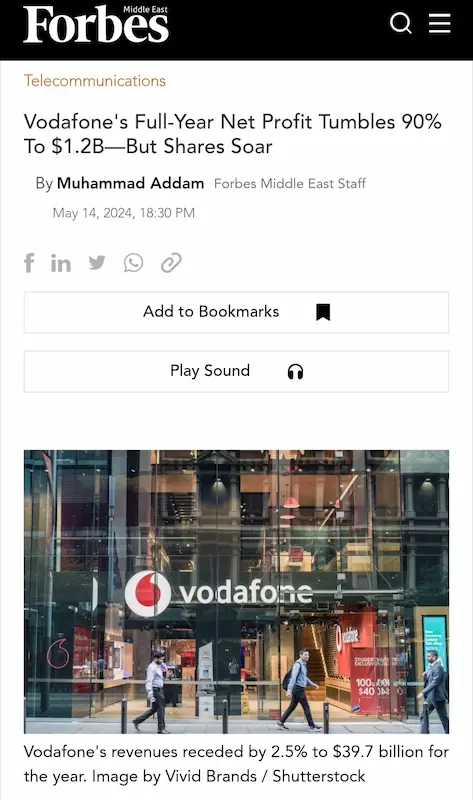 Forbes
Middle East
Telecommunications
Vodafone's Full-Year Net Profit Tumbles 90%
To $1.2B—But Shares Soar
By Muhammad Addam Forbes Middle East Staff
May 14, 2024, 18:30 PM
Add to Bookmarks
Play Sound
vodafone
vodafone
Vodafone's revenues receded by 2.5% to $39.7 billion for
the year. Image by Vivid Brands / Shutterstock